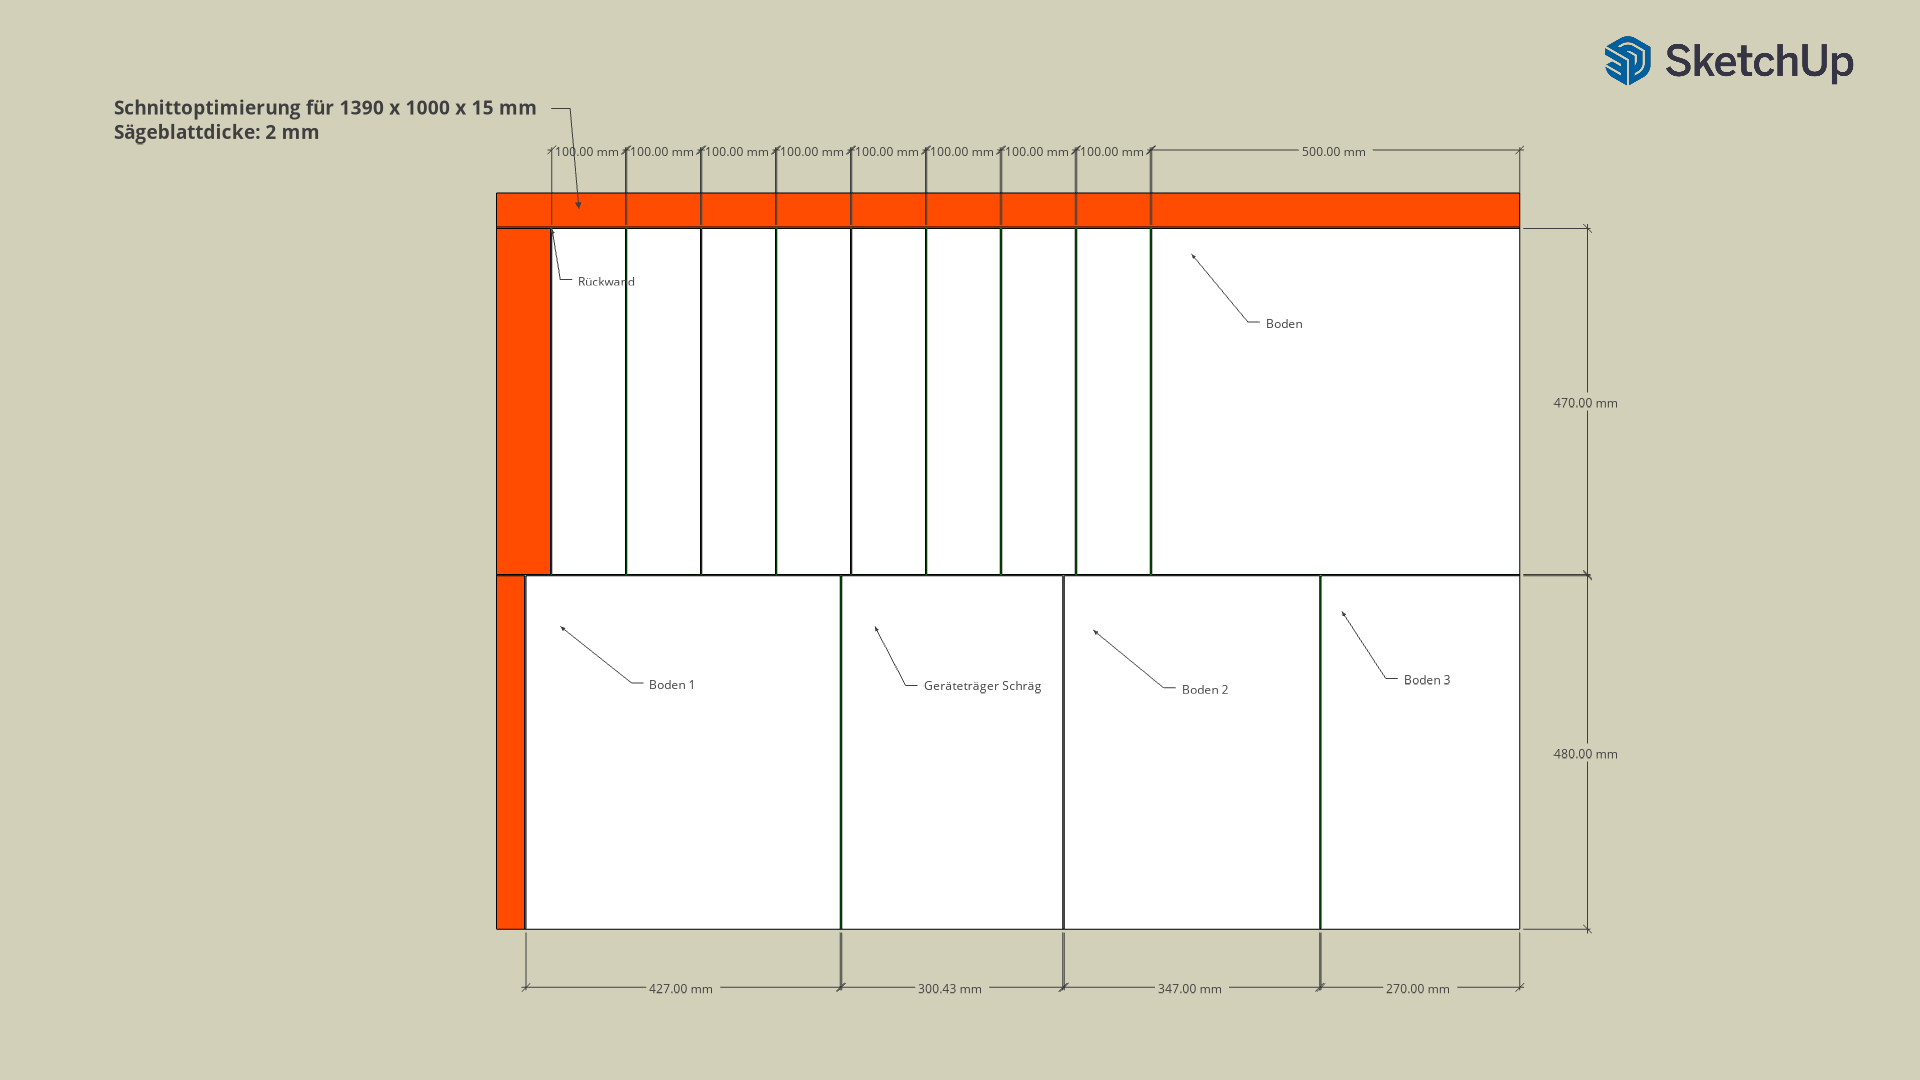 SketchUp
Schnittoptimierung für 1390 x 1000 x 15 mm
Sägeblattdicke: 2 mm
100.00 mm
100.00 mm
100.00 mm
100.00 mm
100.00 mm
100.00 mm
100.00 mm
100.00 mm
500.00 mm
Rückwand
Boden
470.00 mm
Boden 1
Geräteträger Schräg
Boden 2
Boden 3
480.00 mm
427.00 mm
300.43 mm
347.00 mm
270.00 mm